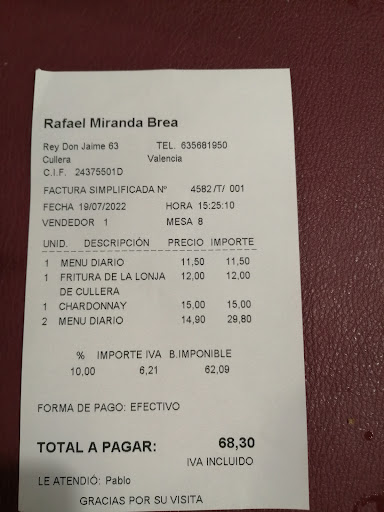 Rafael Miranda Brea
Rey Don Jaime 63 TEL. 635681950
Cullera Valencia
C.I.F. 24375501D
FACTURA SIMPLIFICADA Nº 4582 /T/ 001
FECHA 19/07/2022 HORA 15:25:10
VENDEDOR 1 MESA 8
UNID. DESCRIPCIÓN PRECIO IMPORTE
1 MENU DIARIO 11,50 11,50
1 FRITURA DE LA LONJA 12,00 12,00
DE CULLERA
1 CHARDONNAY 15,00 15,00
2 MENU DIARIO 14,90 29,80
% IMPORTE IVA B.IMPONIBLE
10,00 6,21 62,09
FORMA DE PAGO: EFECTIVO
TOTAL A PAGAR: 68,30
IVA INCLUIDO
LE ATENDIÓ: Pablo
GRACIAS POR SU VISITA